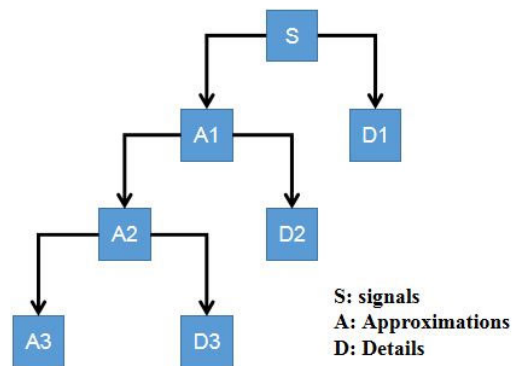 S
A1
D1
A2
D2
A3
D3
S: signals
A: Approximations
D: Details